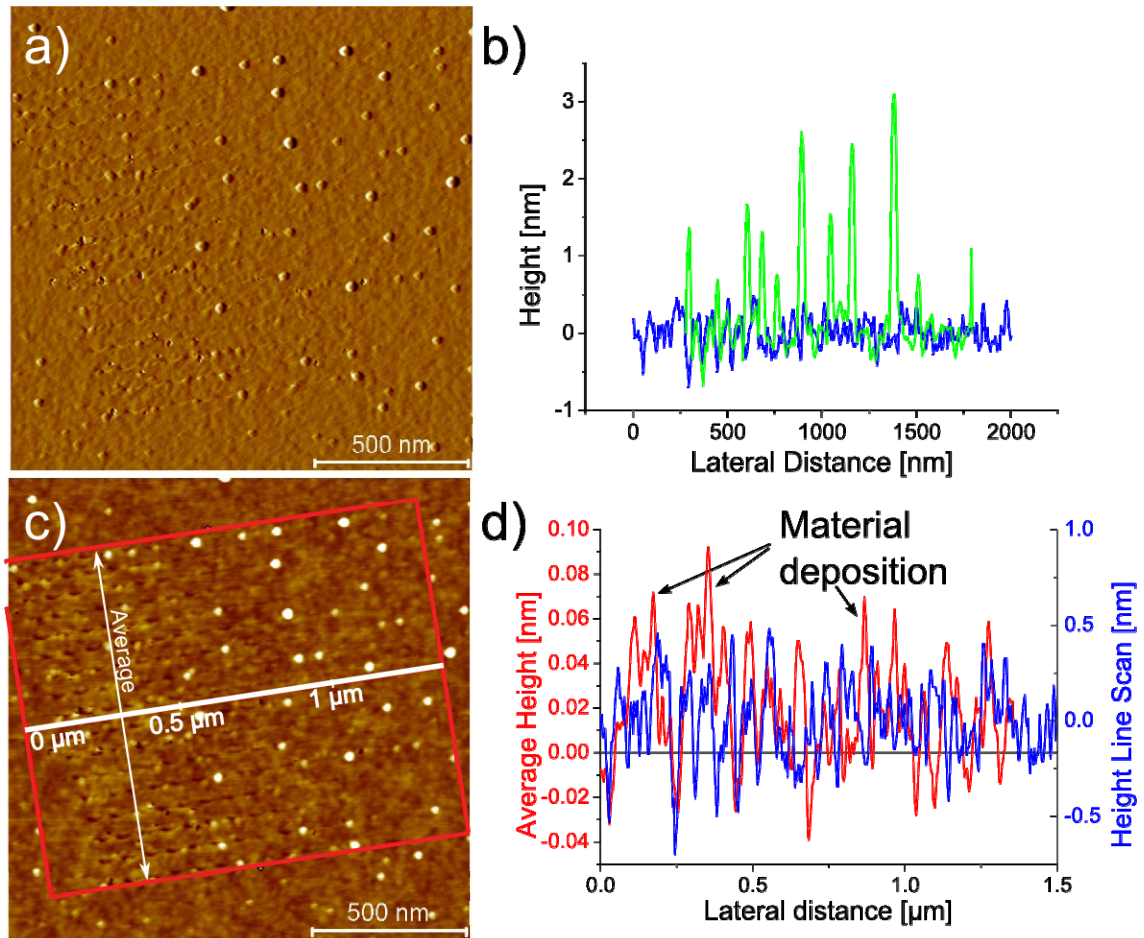 a)
500 nm
b)
Height [nm]
3
2
1
0
-1
0 500 1000 1500 2000
Lateral Distance [nm]
c)
Average
0 µm
0.5 µm
1 µm
500 nm
d)
Material
deposition
Average Height [nm]
0.10
0.08
0.06
0.04
0.02
0.00
-0.02
-0.04
Height Line Scan [nm]
1.0
0.5
0.0
-0.5
0.0 0.5 1.0 1.5
Lateral distance [µm]